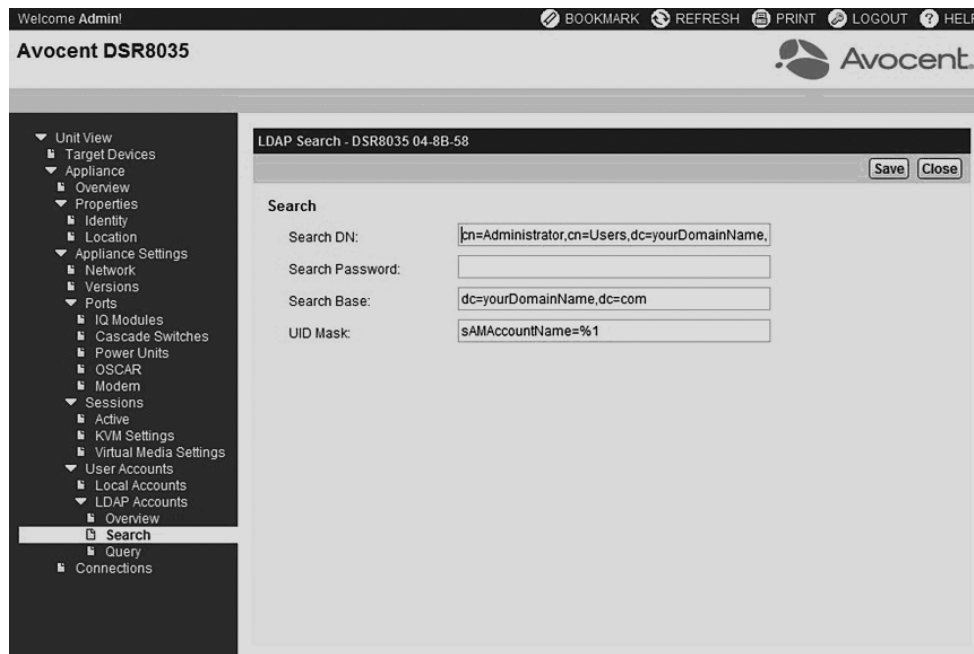 Welcome Admin!
BOOKMARK REFRESH PRINT LOGOUT HELP
Avocent DSR8035
Avocent.
Unit View
Target Devices
Appliance
Overview
Properties
Identity
Location
Appliance Settings
Network
Versions
Ports
IQ Modules
Cascade Switches
Power Units
OSCAR
Modem
Sessions
Active
KVM Settings
Virtual Media Settings
User Accounts
Local Accounts
LDAP Accounts
Overview
Search
Query
Connections
LDAP Search - DSR8035 04-8B-58
Save Close
Search
Search DN: cn=Administrator,cn=Users,dc=yourDomainName,
Search Password:
Search Base: dc=yourDomainName,dc=com
UID Mask: sAMAccountName=%1